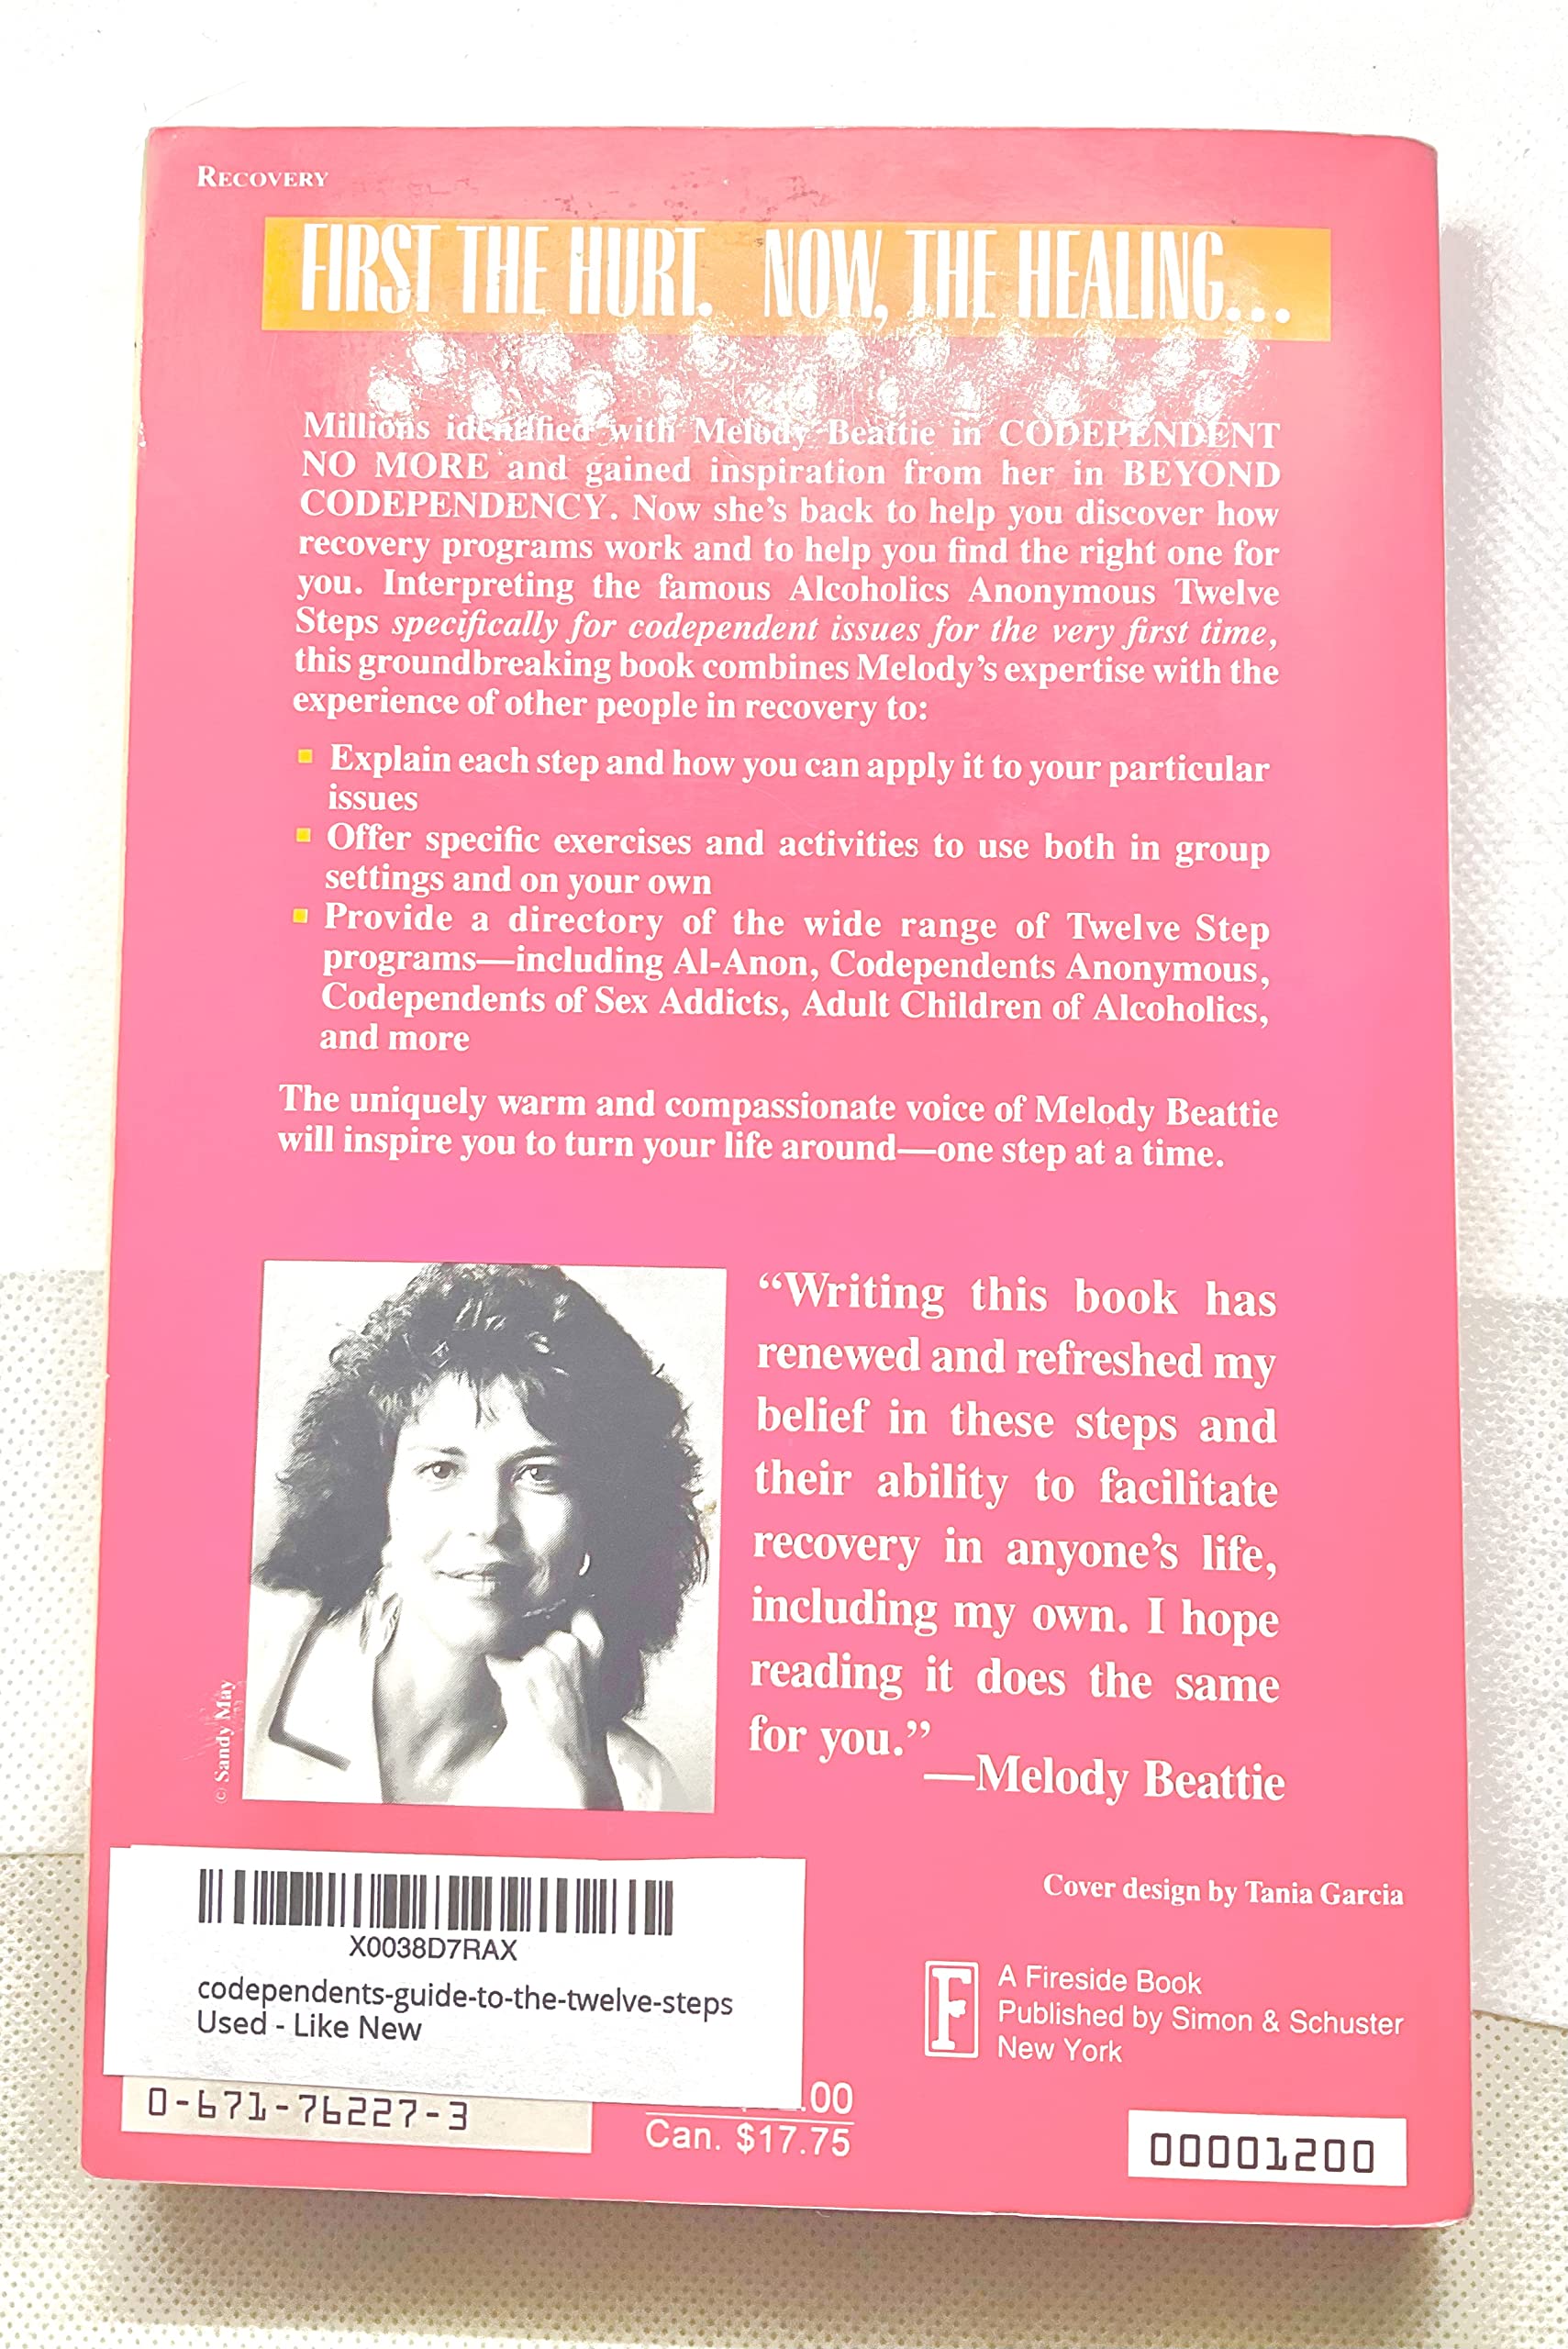 RECOVERY
FIRST THE HURT. NOW, THE HEALING...
Millions identified with Melody Beattie in CODEPENDENT
NO MORE and gained inspiration from her in BEYOND
CODEPENDENCY. Now she's back to help you discover how
recovery programs work and to help you find the right one for
you. Interpreting the famous Alcoholics Anonymous Twelve
Steps specifically for codependent issues for the very first time,
this groundbreaking book combines Melody's expertise with the
experience of other people in recovery to:
Explain each step and how you can apply it to your particular
issues
Offer specific exercises and activities to use both in group
settings and on your own
Provide a directory of the wide range of Twelve Step
programs—including Al-Anon, Codependents Anonymous,
Codependents of Sex Addicts, Adult Children of Alcoholics,
and more
The uniquely warm and compassionate voice of Melody Beattie
will inspire you to turn your life around—one step at a time.
© Sandy May
“Writing this book has
renewed and refreshed my
belief in these steps and
their ability to facilitate
recovery in anyone's life,
including my own. I hope
reading it does the same
for you.”
—Melody Beattie
Cover design by Tania Garcia
X0038D7RAX
codependents-guide-to-the-twelve-steps
Used - Like New
F
A Fireside Book
Published by Simon & Schuster
New York
0-671-76227-3
.00
Can. $17.75
00001200